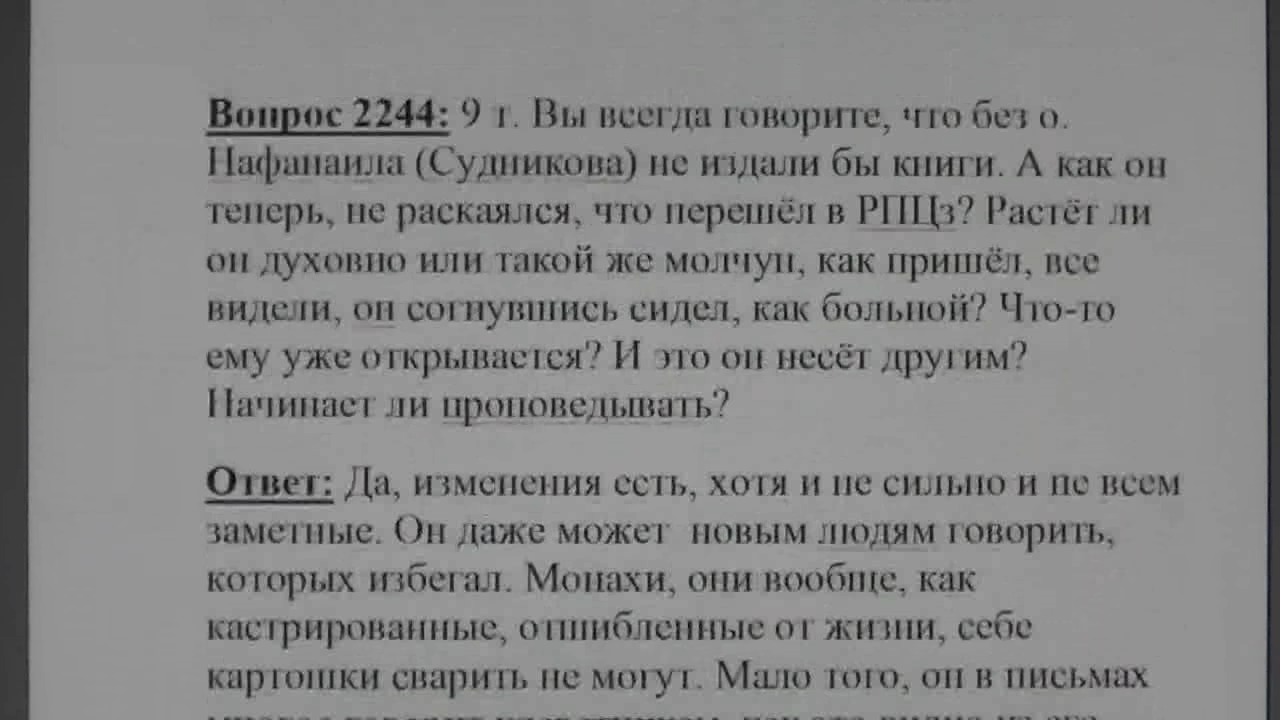 Вопрос 2244: 9 г. Вы всегда говорите, что без о.
Нафанаила (Судникова) не издали бы книги. А как он
теперь, не раскаялся, что перешёл в РПЦз? Растёт ли
он духовно или такой же молчун, как пришёл, все
видели, он согнувшись сидел, как больной? Что-то
ему уже открывается? И это он несёт другим?
Начинает ли проповедывать?
Ответ: Да, изменения есть, хотя и не сильно и не всем
заметные. Он даже может новым людям говорить,
которых избегал. Монахи, они вообще, как
кастрированные, отшибленные от жизни, себе
картошки сварить не могут. Мало того, он в письмах